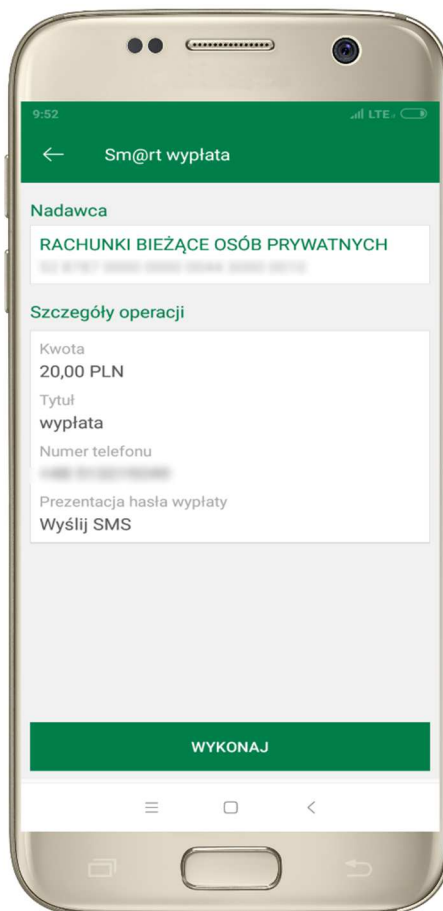 9:52
LTE
Sm@rt wypłata
Nadawca
RACHUNKI BIEŻĄCE OSÓB PRYWATNYCH
Szczegóły operacji
Kwota
20,00 PLN
Tytuł
wypłata
Numer telefonu
Prezentacja hasła wypłaty
Wyślij SMS
WYKONAJ